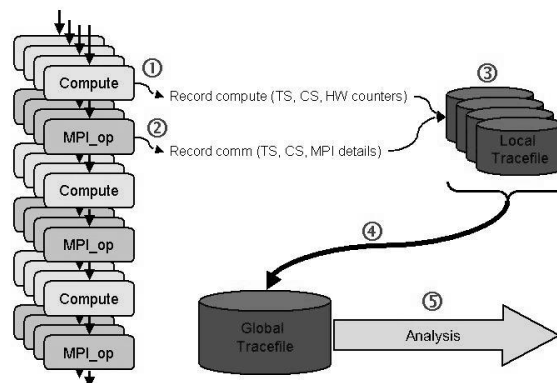 Compute
①
Record compute (TS, CS, HW counters)
③
MPI_op
②
Record comm (TS, CS, MPI details)
Local
Tracefile
Compute
MPI_op
④
Compute
MPI_op
Global
Tracefile
⑤
Analysis